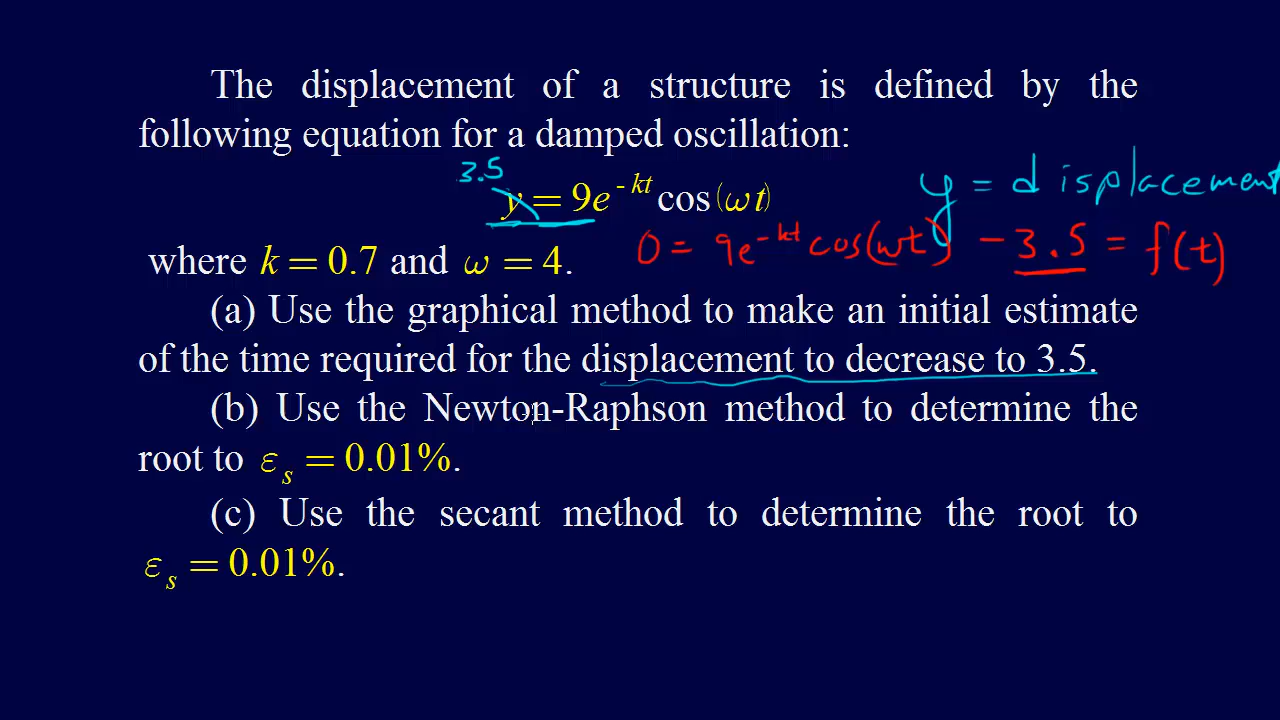 The displacement of a structure is defined by the
following equation for a damped oscillation:
3.5
y = 9e^{-kt} cos(ωt)
y = displacement
where k = 0.7 and ω = 4.
0 = 9e^{-kt} cos(ωt) - 3.5 = f(t)
(a) Use the graphical method to make an initial estimate
of the time required for the displacement to decrease to 3.5.
(b) Use the Newton-Raphson method to determine the
root to ε_s = 0.01%.
(c) Use the secant method to determine the root to
ε_s = 0.01%.